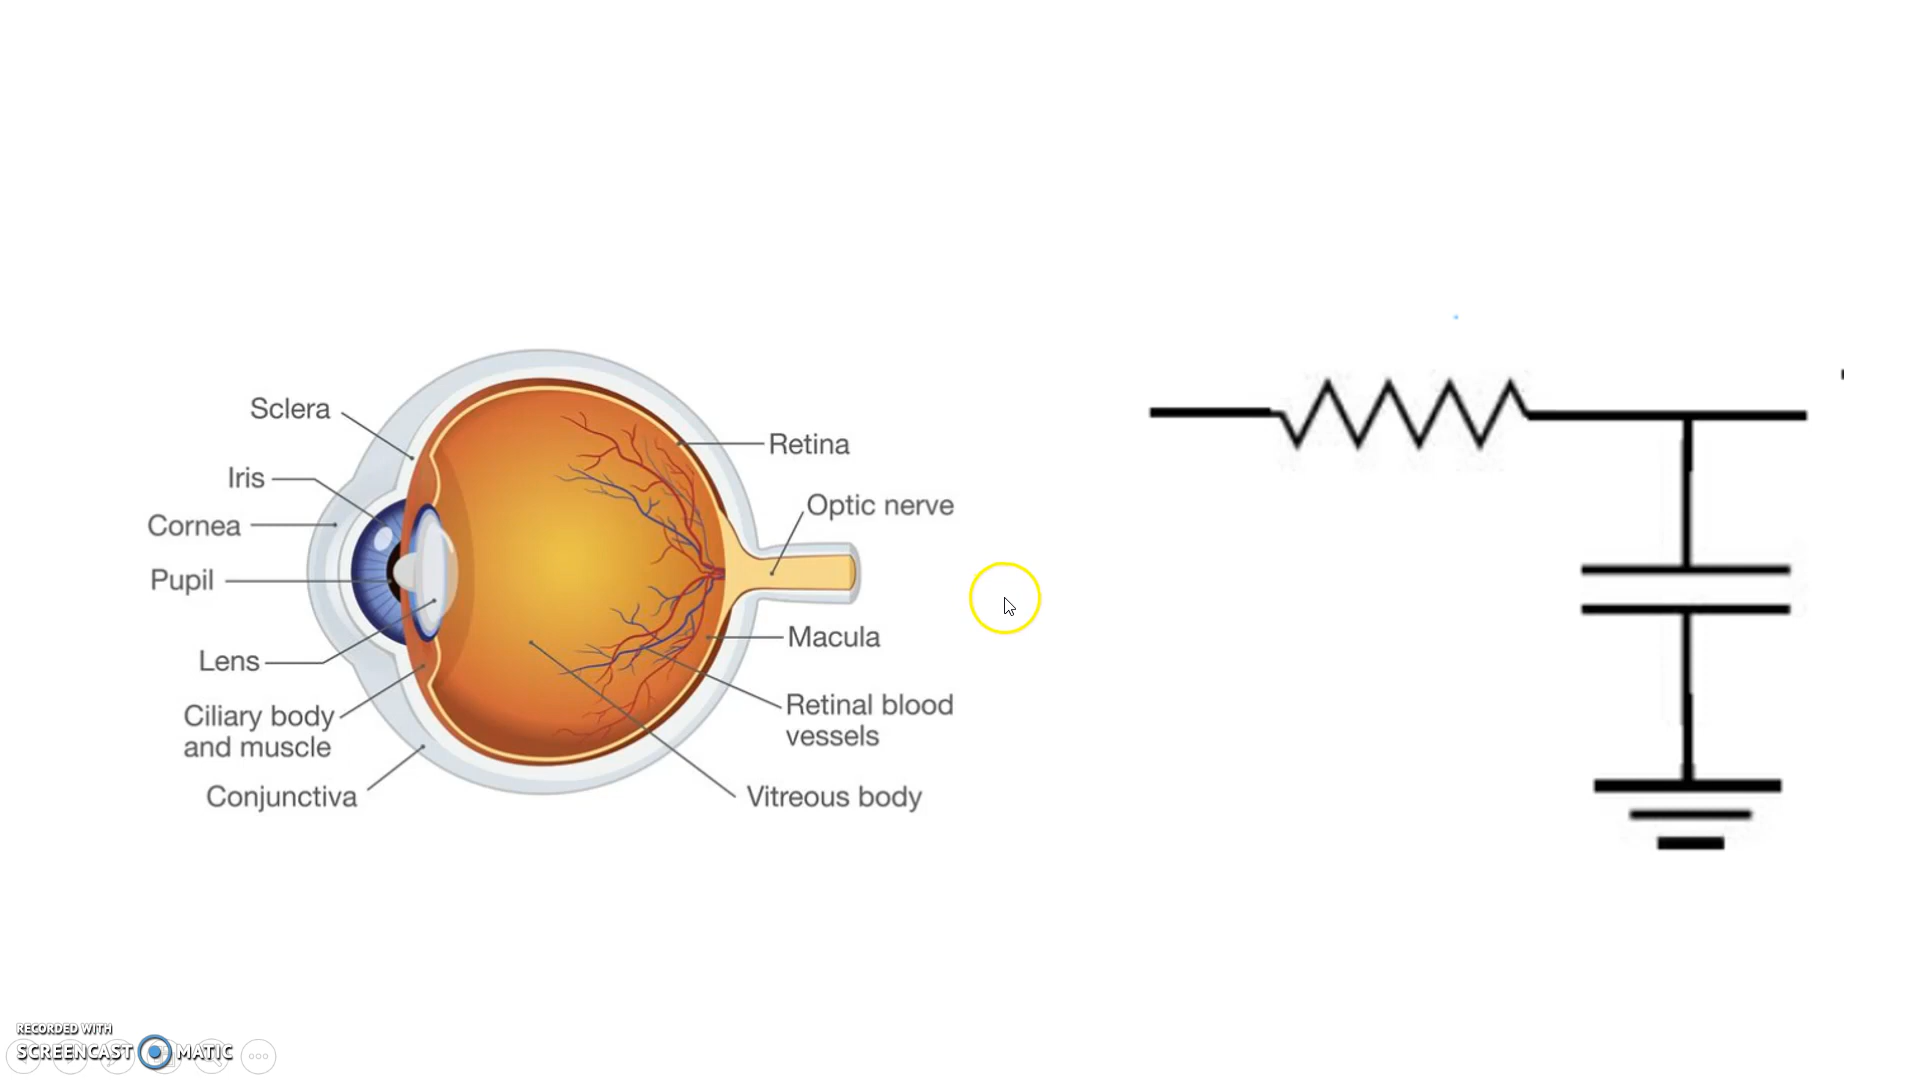 Sclera
Iris
Cornea
Pupil
Lens
Ciliary body
and muscle
Conjunctiva
Retina
Optic nerve
Macula
Retinal blood
vessels
Vitreous body
RECORDED WITH
SCREENCAST MATIC